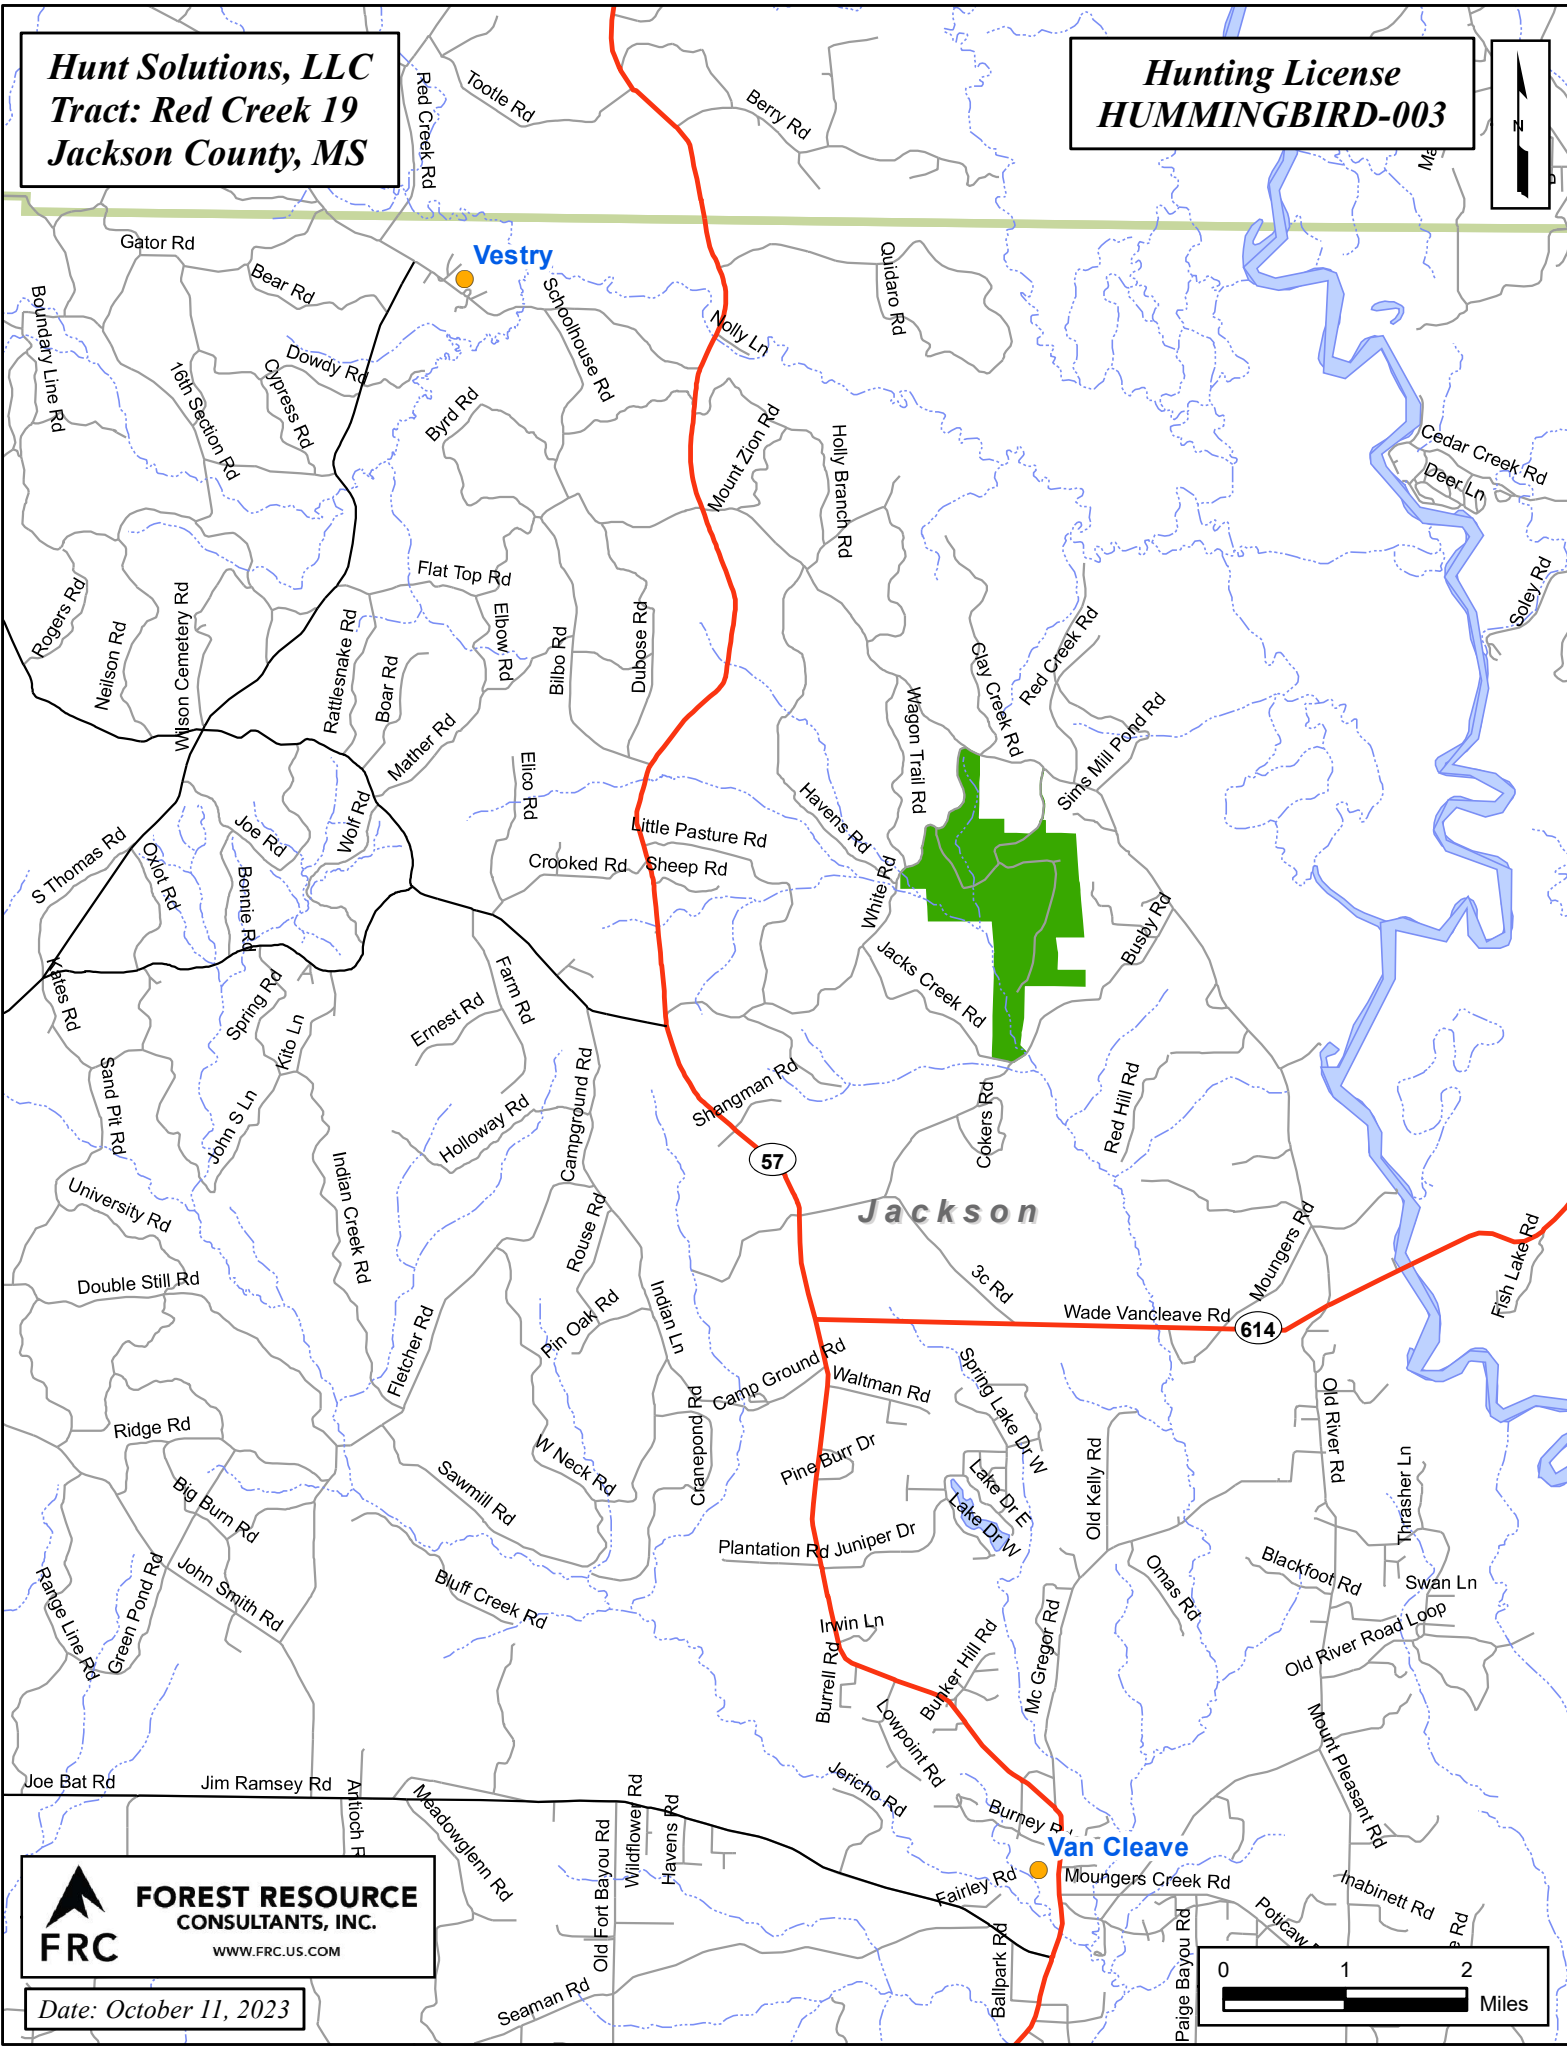 Hunt Solutions, LLC
Tract: Red Creek 19
Jackson County, MS
Hunting License
HUMMINGBIRD-003
N
Ma
Red Creek Rd
Tootle Rd
Berry Rd
Gator Rd
Vestry
Bear Rd
Quidaro Rd
Boundary Line Rd
Schoolhouse Rd
Nolly Ln
Dowdy Rd
16th Section Rd
Cypress Rd
Byrd Rd
Mount Zion Rd
Holly Branch Rd
Cedar Creek Rd
Deer Ln
Flat Top Rd
Soley Rd
Rogers Rd
Neilson Rd
Wilson Cemetery Rd
Rattlesnake Rd
Boar Rd
Elbow Rd
Bilbo Rd
Dubose Rd
Clay Creek Rd
Red Creek Rd
Mather Rd
Wagon Trail Rd
Sims Mill Pond Rd
Elico Rd
Havens Rd
Wolf Rd
Joe Rd
Little Pasture Rd
S Thomas Rd
Oxlot Rd
Bonnie Rd
Crooked Rd
Sheep Rd
White Rd
Busby Rd
Kates Rd
Spring Rd
Farm Rd
Jacks Creek Rd
Ernest Rd
Kito Ln
Sand Pit Rd
Campground Rd
Shangman Rd
Cokers Rd
Red Hill Rd
John S Ln
Holloway Rd
57
Indian Creek Rd
University Rd
Rouse Rd
Jackson
Moungers Rd
Fish Lake Rd
Double Still Rd
3c Rd
Indian Ln
Pin Oak Rd
Wade Vancleave Rd
614
Fletcher Rd
Camp Ground Rd
Waltman Rd
Spring Lake Dr W
Cranepond Rd
Old River Rd
Ridge Rd
Pine Burr Dr
Old Kelly Rd
Thrasher Ln
W Neck Rd
Sawmill Rd
Lake Dr E
Big Burn Rd
Lake Dr W
Plantation Rd
Juniper Dr
Blackfoot Rd
Omas Rd
Swan Ln
Range Line Rd
Green Pond Rd
John Smith Rd
Bluff Creek Rd
Irwin Ln
Old River Road Loop
Burrell Rd
Bunker Hill Rd
Mc Gregor Rd
Lowpoint Rd
Mount Pleasant Rd
Joe Bat Rd
Jim Ramsey Rd
Antioch R
Meadowglenn Rd
Wildflower Rd
Havens Rd
Old Fort Bayou Rd
Jericho Rd
Burney Rd
Van Cleave
Moungers Creek Rd
Fairley Rd
Inabinett Rd
Poticaw
e Rd
Ballpark Rd
Paige Bayou Rd
Seaman Rd
FRC
FOREST RESOURCE
CONSULTANTS, INC.
WWW.FRC.US.COM
Date: October 11, 2023
0 1 2
Miles